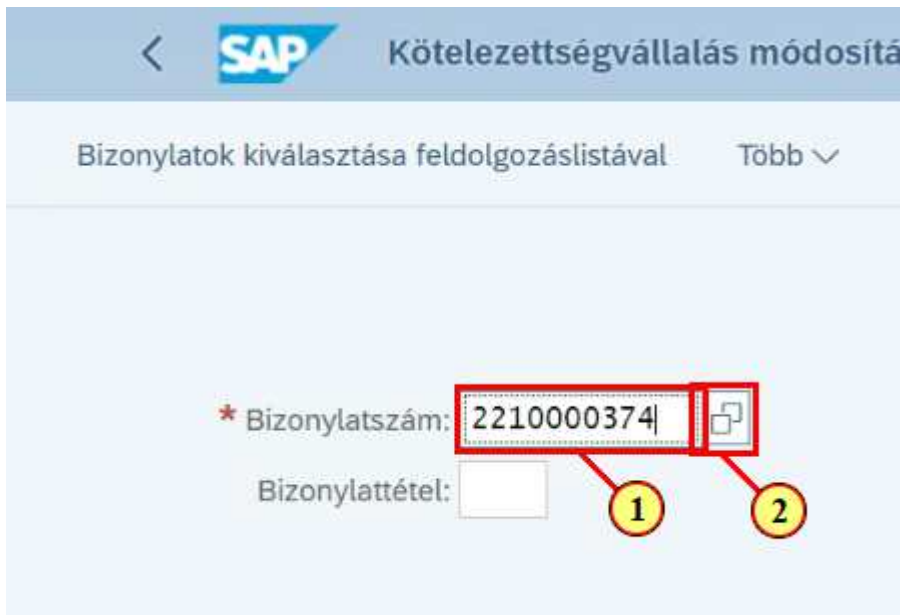 SAP Kötelezettségvállalás módosítá
Bizonylatok kiválasztása feldolgozáslistával Több
* Bizonylatszám: 2210000374
Bizonylattétel:
1 2